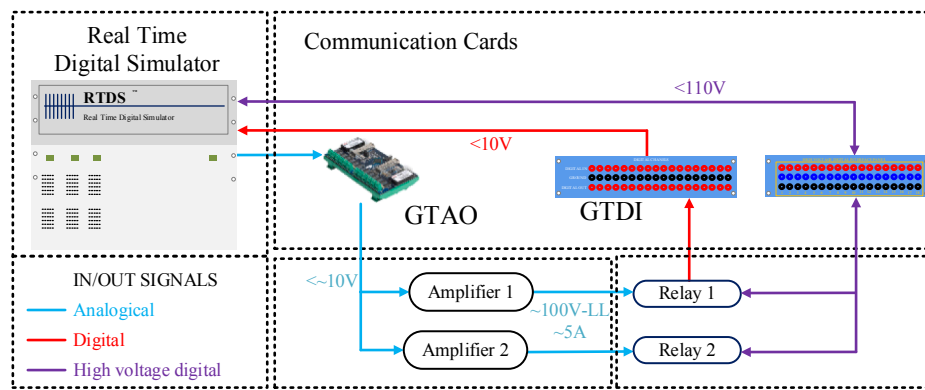 Real Time
Digital Simulator
RTDS ™
Real Time Digital Simulator
IN/OUT SIGNALS
Analogical
Digital
High voltage digital
Communication Cards
<110V
<10V
GTAO
GTDI
<~10V
Amplifier 1
~100V-LL
~5A
Amplifier 2
Relay 1
Relay 2